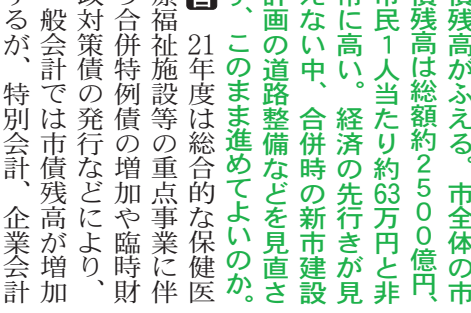 債残高がふえる。市全体の市
債残高は総額約2500億円、
市民1人当たり約63万円と非
常に高い。経済の先行きが見
えない中、合併時の新市建設
計画の道路整備などを見直さ
ず、このまま進めてよいのか。
21年度は総合的な保健医
療福祉施設等の重点事業に伴
う合併特例債の増加や臨時財
政対策債の発行などにより、
一般会計では市債残高が増加
するが、特別会計、企業会計